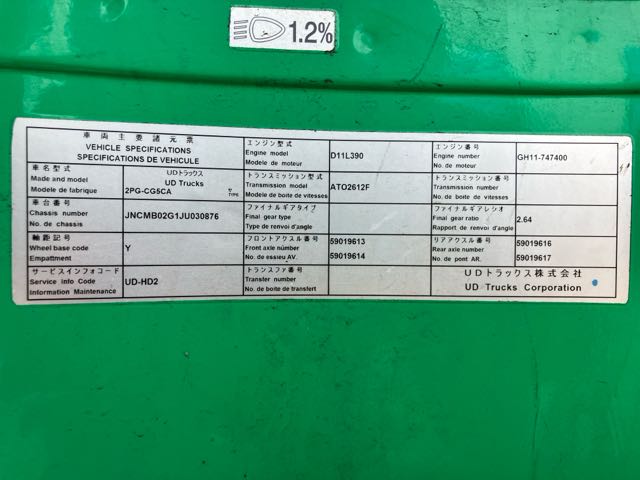 1.2%
車両主要諸元票
VEHICLE SPECIFICATIONS
SPECIFICATIONS DE VEHICULE
エンジン型式
Engine model
Modele de moteur
D11L390
エンジン番号
Engine number
No. de moteur
GH11-747400
車名型式
Made and model
Modele de fabrique
UDトラックス
UD Trucks
2PG-CG5CA
TYPE
トランスミッション型式
Transmission model
Modele de boite de vitesses
ATO2612F
トランスミッション番号
Transmission number
No. de boite de vitesses
車台番号
Chassis number
No. de chassis
JNCMB02G1JU030876
ファイナルギアタイプ
Final gear type
Type de renvoi d'angle
ファイナルギアレシオ
Final gear ratio
Rapport de renvoi d'angle
2.64
軸距記号
Wheel base code
Empattment
Y
フロントアクスル番号
Front axle number
No. de essieu AV.
59019613
59019614
リアアクスル番号
Rear axle number
No. de pont AR.
59019616
59019617
サービスインフォコード
Service Info Code
Information Maintenance
UD-HD2
トランスファ番号
Transfer number
No. de boite de transfert
UDトラックス株式会社
UD Trucks Corporation